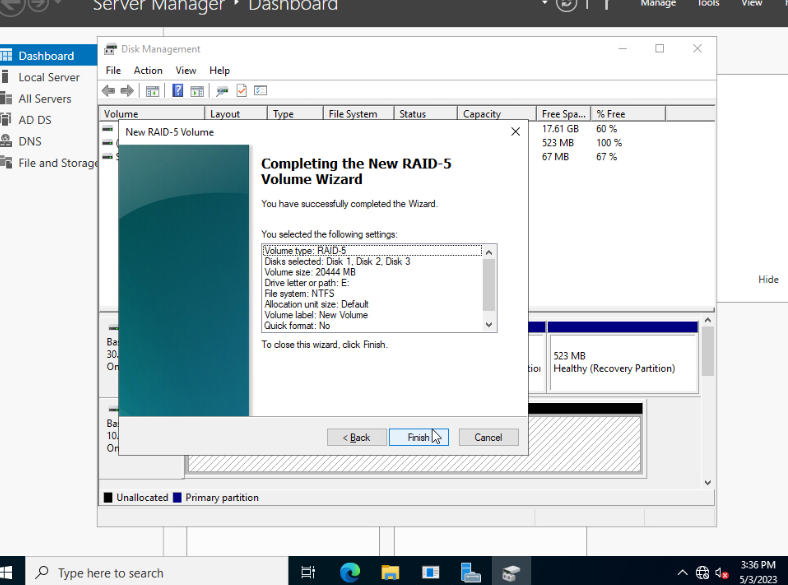 Server Manager ‣ Dashboard
Manage Tools View
Dashboard
Local Server
All Servers
AD DS
DNS
File and Storage
Disk Management
File Action View Help
Volume Layout Type File System Status Capacity Free Spa... % Free
17.61 GB 60 %
523 MB 100 %
67 MB 67 %
New RAID-5 Volume
Completing the New RAID-5
Volume Wizard
You have successfully completed the Wizard.
You selected the following settings:
Volume type: RAID-5
Disks selected: Disk 1, Disk 2, Disk 3
Volume size: 20444 MB
Drive letter or path: E:
File system: NTFS
Allocation unit size: Default
Volume label: New Volume
Quick format: No
To close this wizard, click Finish.
< Back Finish Cancel
Hide
Ba
30.
On
523 MB
Healthy (Recovery Partition)
Ba
10.
On
Unallocated Primary partition
Type here to search
3:36 PM
5/3/2023